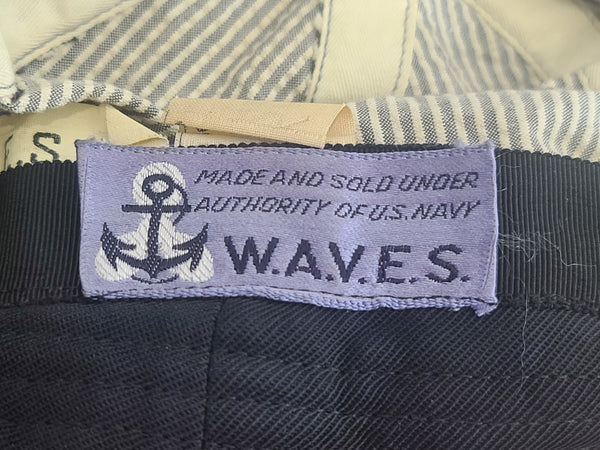 .S.
MADE AND SOLD UNDER
AUTHORITY OF U.S. NAVY
W.A.V.E.S.